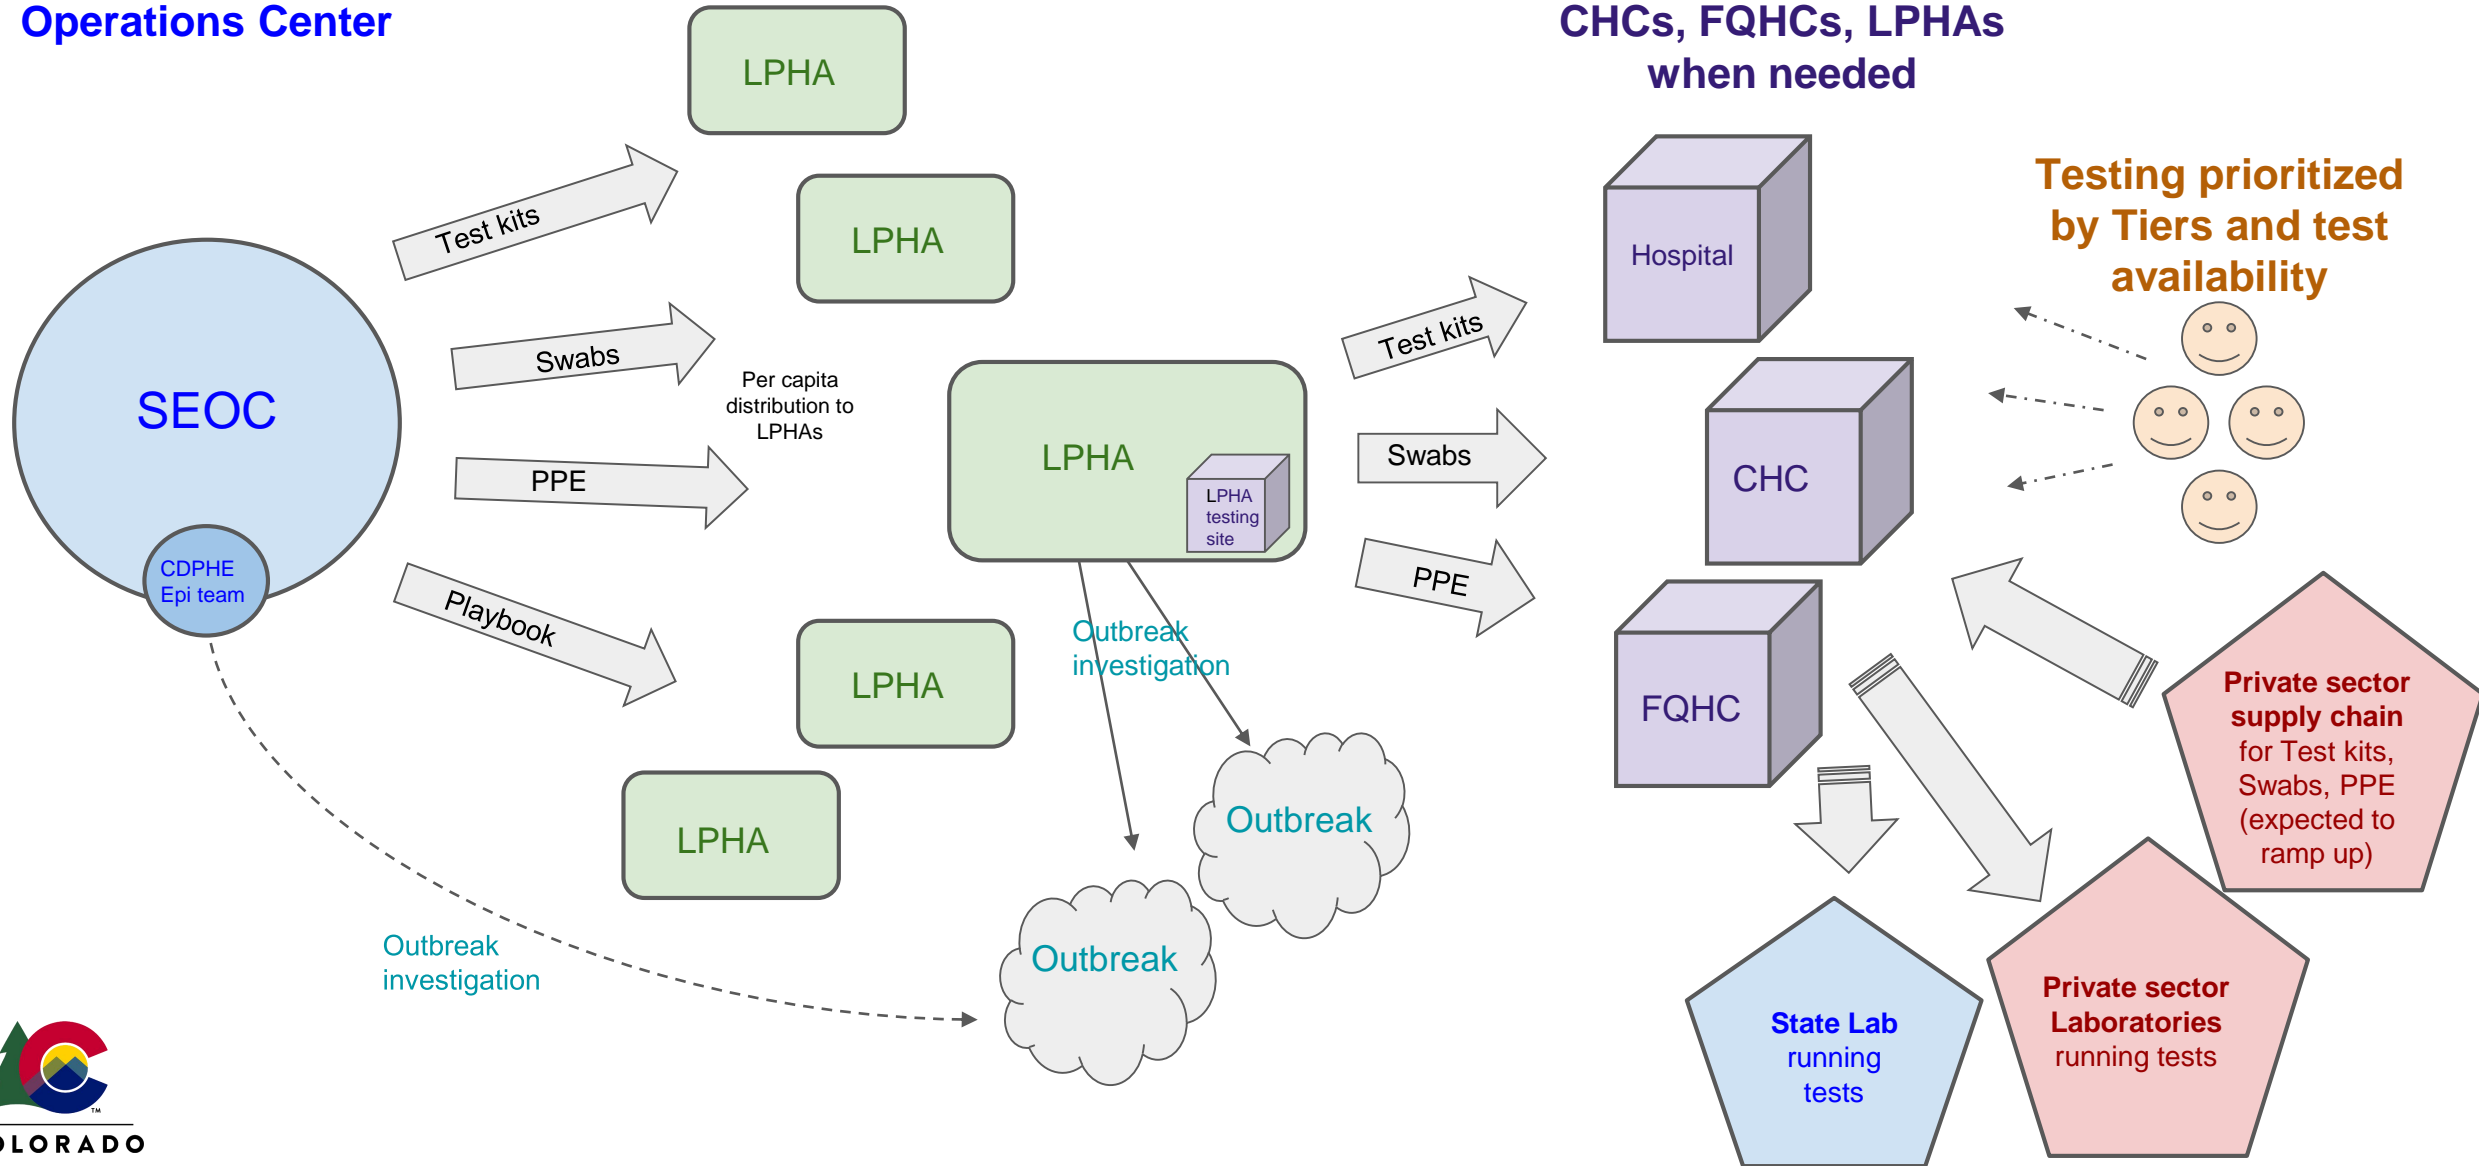 Operations Center
CHCs, FQHCs, LPHAs
when needed
LPHA
Testing prioritized
by Tiers and test
availability
Test kits
LPHA
Hospital
Swabs
Test kits
Per capita
distribution to
LPHAs
SEOC
LPHA
Swabs
CHC
PPE
LPHA
testing
site
CDPHE
Epi team
PPE
Playbook
Outbreak
investigation
LPHA
FQHC
Private sector
supply chain
for Test kits,
Swabs, PPE
(expected to
ramp up)
LPHA
Outbreak
Outbreak
investigation
Outbreak
State Lab
running
tests
Private sector
Laboratories
running tests
TM
OLORADO